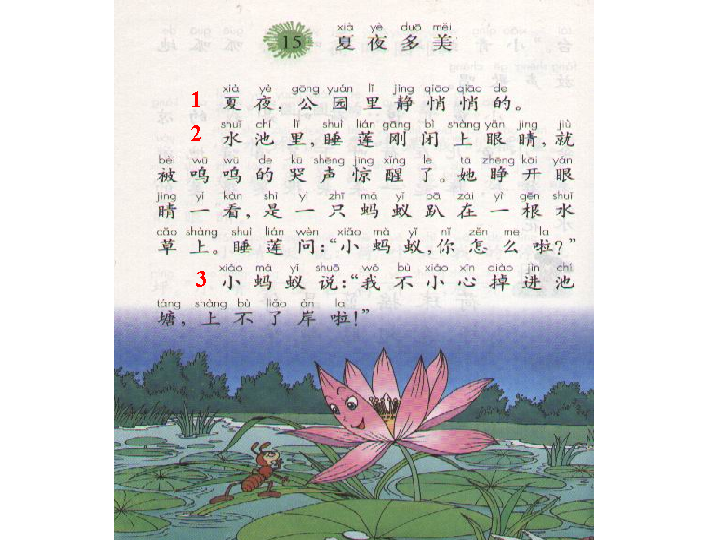 xià yè duō měi
15 夏夜多美
xià yè gōng yuán lǐ jìng qiāo qiāo de
1 夏夜,公园里静悄悄的。
shuǐ chí lǐ shuì lián gāng bì shàng yǎn jing jiù
2 水池里,睡莲刚闭上眼睛,就
bèi wū wū de kū shēng jīng xǐng le tā zhēng kāi yǎn
被呜呜的哭声惊醒了。她睁开眼
jing yí kàn shì yì zhī mǎ yǐ pā zài yì gēn shuǐ
睛一看,是一只蚂蚁趴在一根水
cǎo shàng shuì lián wèn xiǎo mǎ yǐ nǐ zěn me la
草上。睡莲问:“小蚂蚁,你怎么啦?”
xiǎo mǎ yǐ shuō wǒ bù xiǎo xīn diào jìn chí
3 小蚂蚁说:“我不小心掉进池
táng shàng bù liǎo àn la
塘,上不了岸啦!”